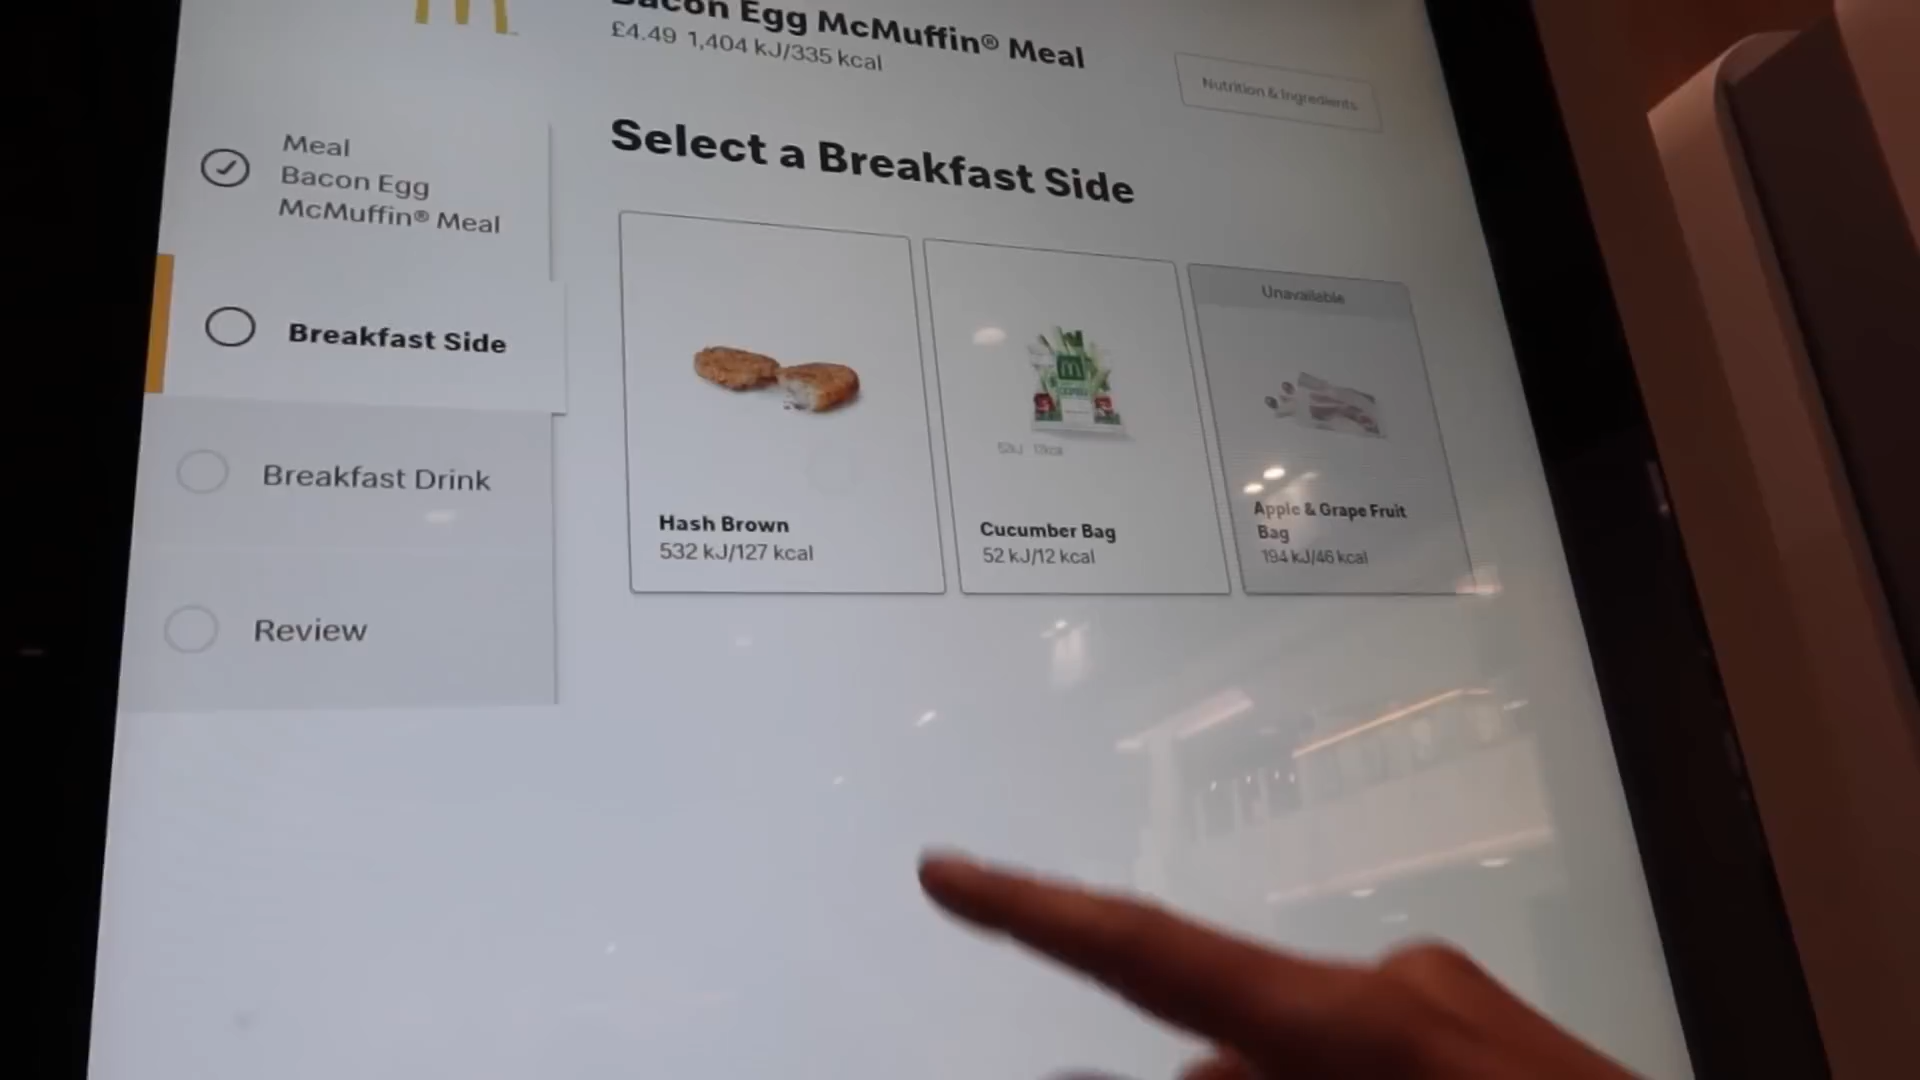 Bacon Egg McMuffin® Meal
£4.49 1,404 kJ/335 kcal
Nutrition & Ingredients
Meal
Bacon Egg
McMuffin® Meal
Select a Breakfast Side
Breakfast Side
Breakfast Drink
Review
Unavailable
Hash Brown
532 kJ/127 kcal
Cucumber Bag
52 kJ/12 kcal
Apple & Grape Fruit
Bag
194 kJ/46 kcal